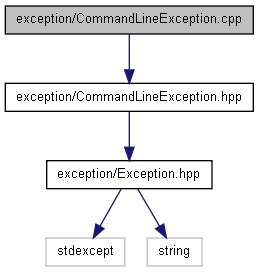 exception/CommandLineException.cpp
exception/CommandLineException.hpp
exception/Exception.hpp
stdexcept
string